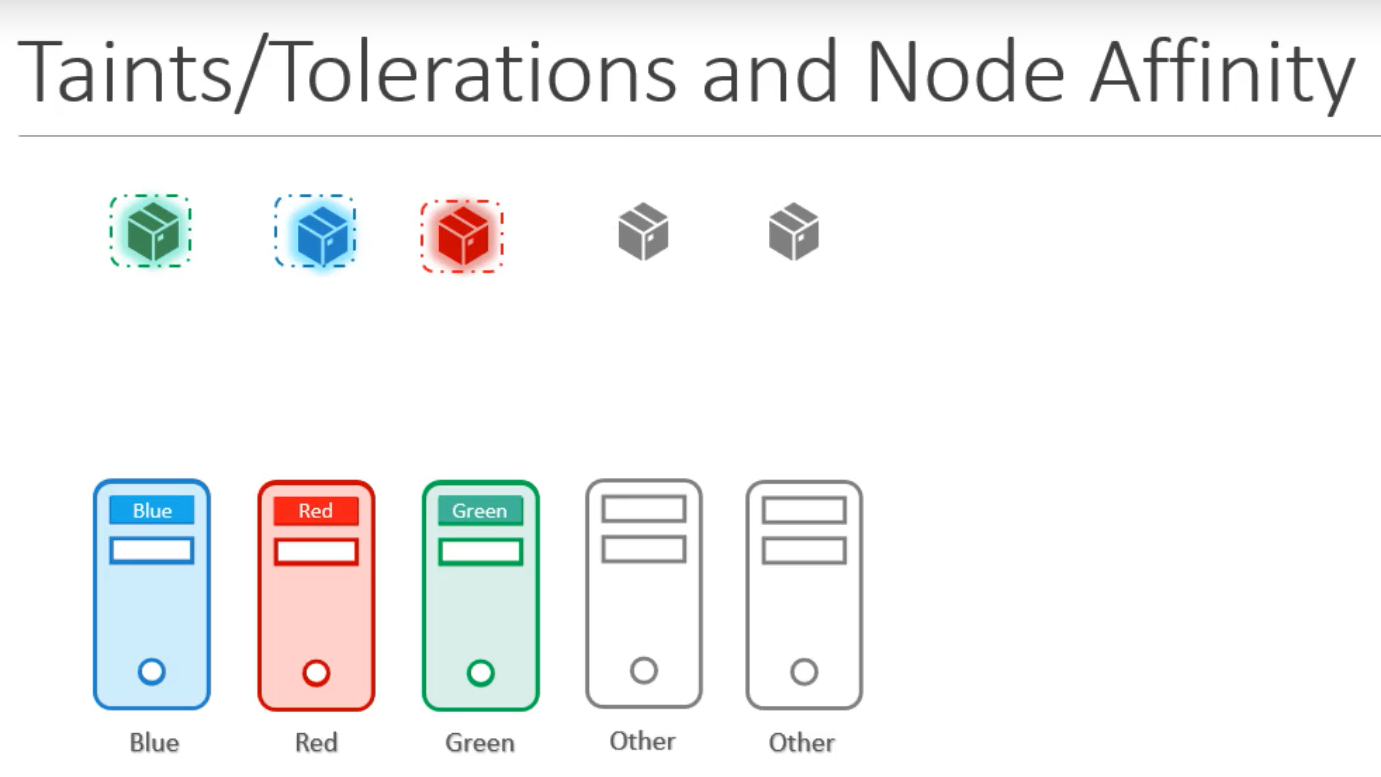 Taints/Tolerations and Node Affinity
Blue Red Green
Blue Red Green Other Other